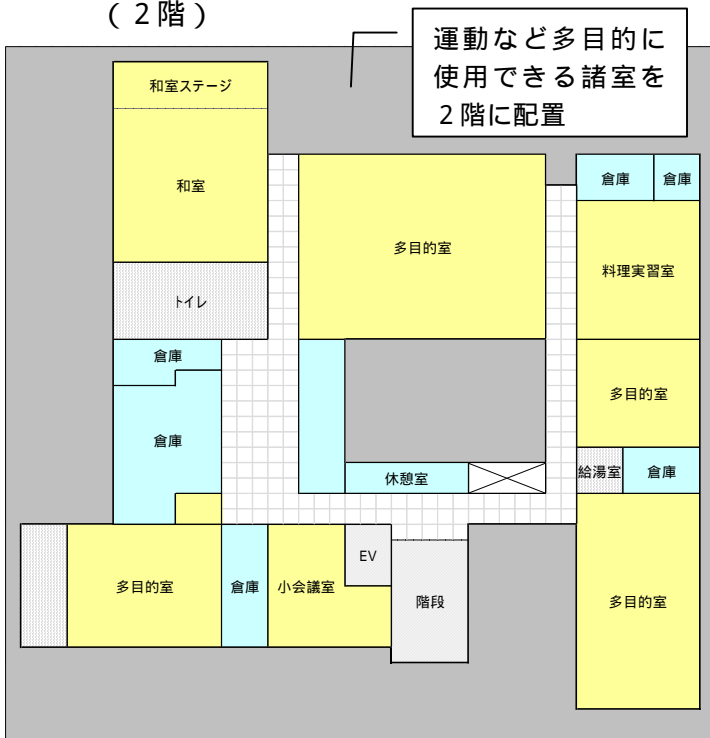 （２階）
運動など多目的に
使用できる諸室を
２階に配置
和室ステージ
和室
多目的室
倉庫
倉庫
料理実習室
トイレ
倉庫
多目的室
倉庫
休憩室
給湯室
倉庫
多目的室
倉庫
小会議室
EV
階段
多目的室